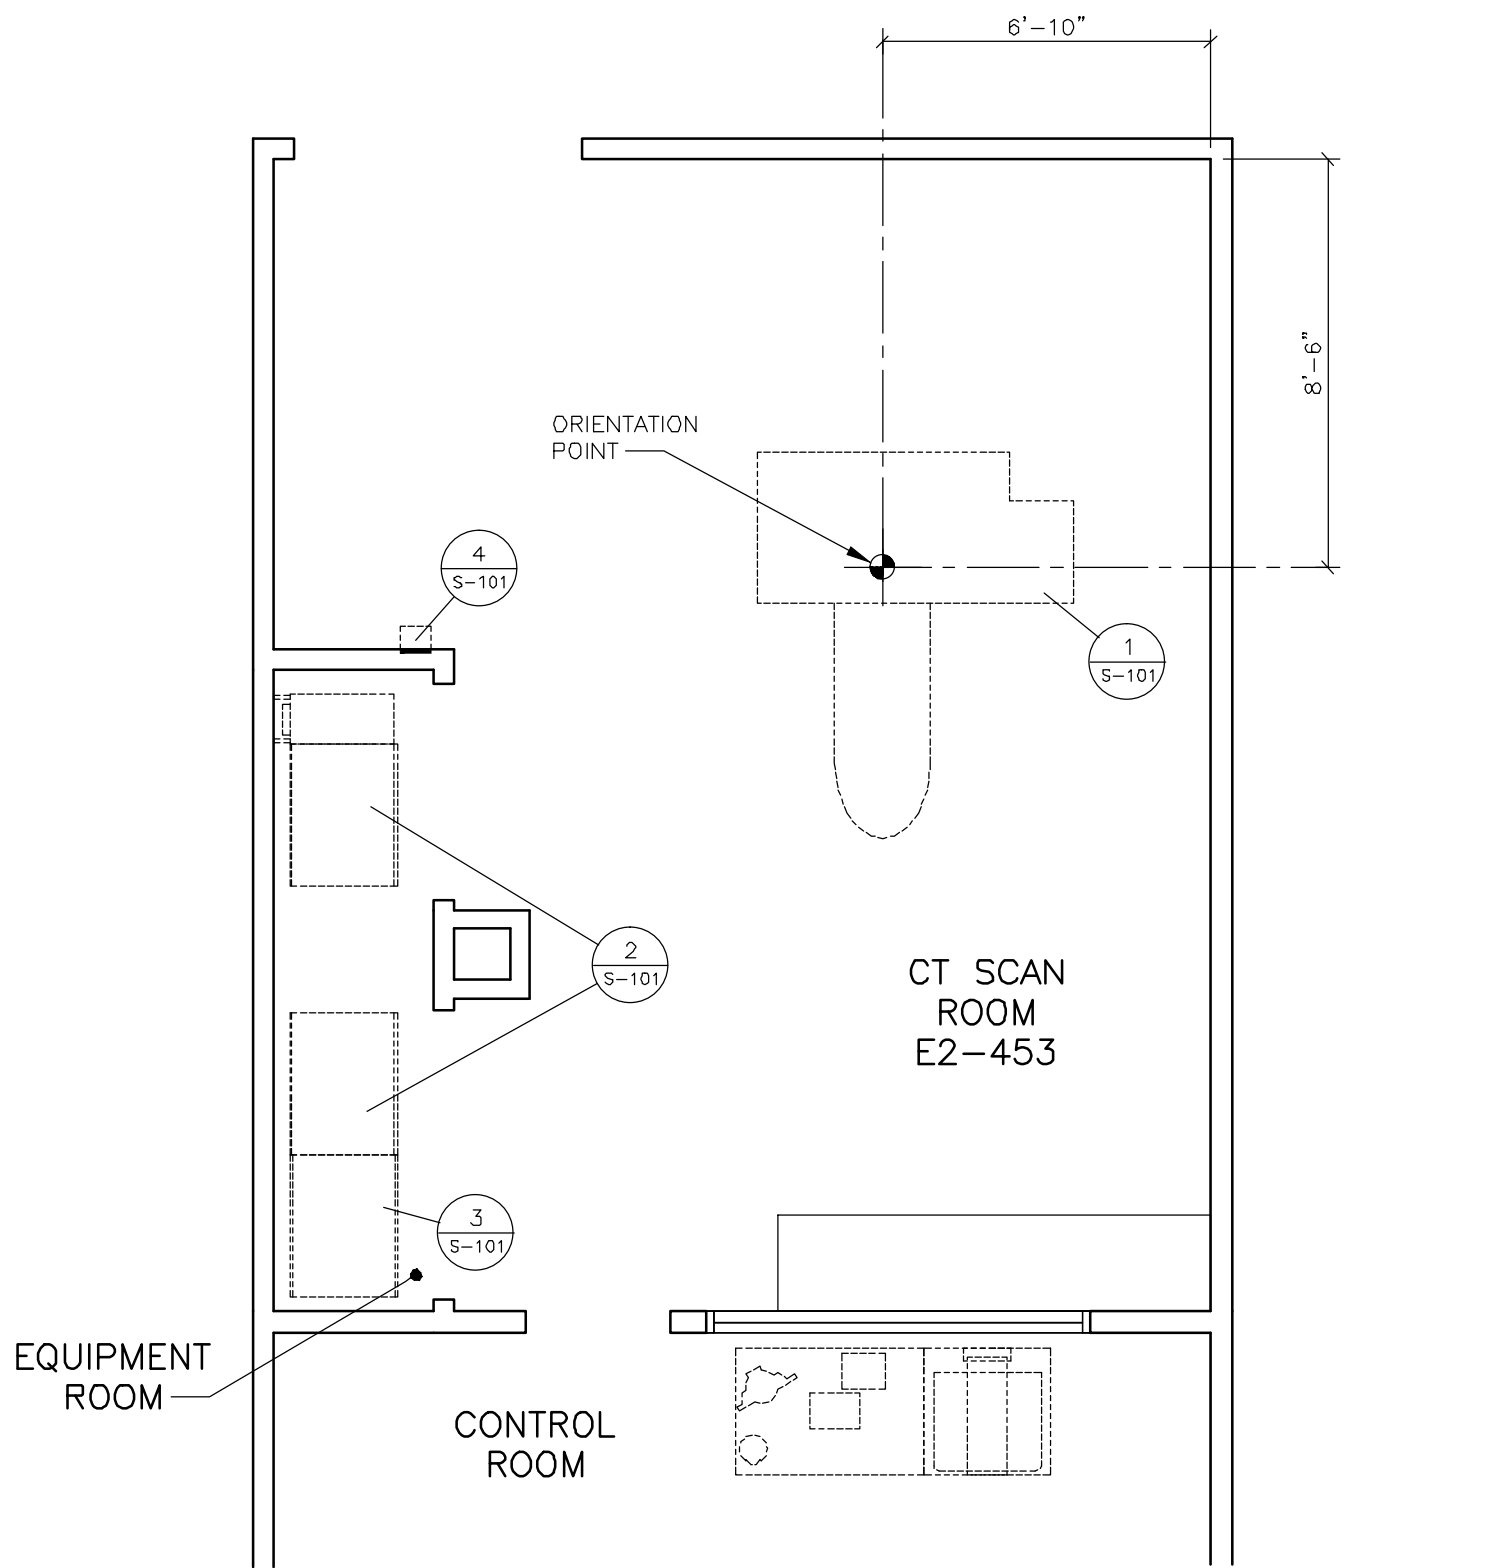 6'-10"
8'-6"
ORIENTATION
POINT
4
S-101
1
S-101
2
S-101
CT SCAN
ROOM
E2-453
3
S-101
EQUIPMENT
ROOM
CONTROL
ROOM